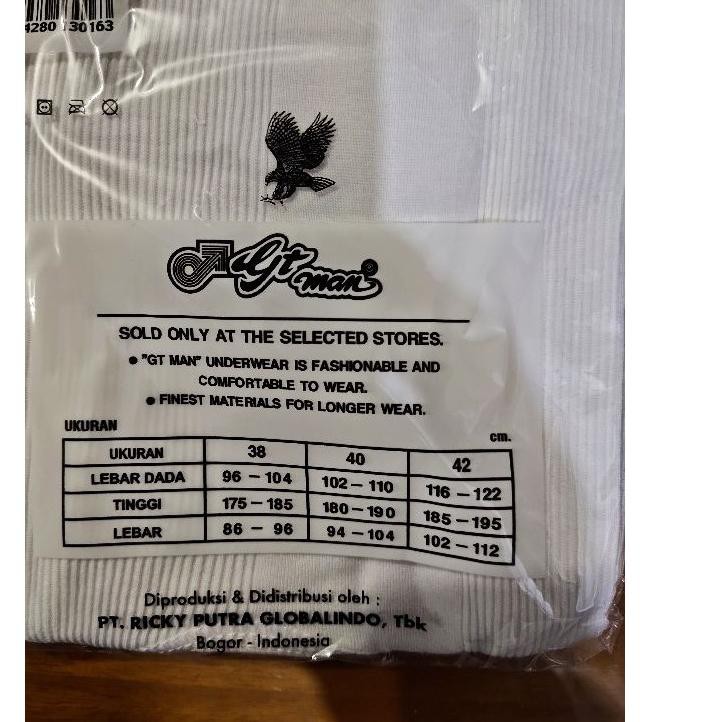 4280 130163
Gt man
SOLD ONLY AT THE SELECTED STORES.
● "GT MAN" UNDERWEAR IS FASHIONABLE AND
COMFORTABLE TO WEAR.
● FINEST MATERIALS FOR LONGER WEAR.
UKURAN cm.
UKURAN 38 40 42
LEBAR DADA 96 – 104 102 – 110 116 – 122
TINGGI 175 – 185 180 – 190 185 – 195
LEBAR 86 – 96 94 – 104 102 – 112
Diproduksi & Didistribusi oleh :
PT. RICKY PUTRA GLOBALINDO, Tbk
Bogor - Indonesia